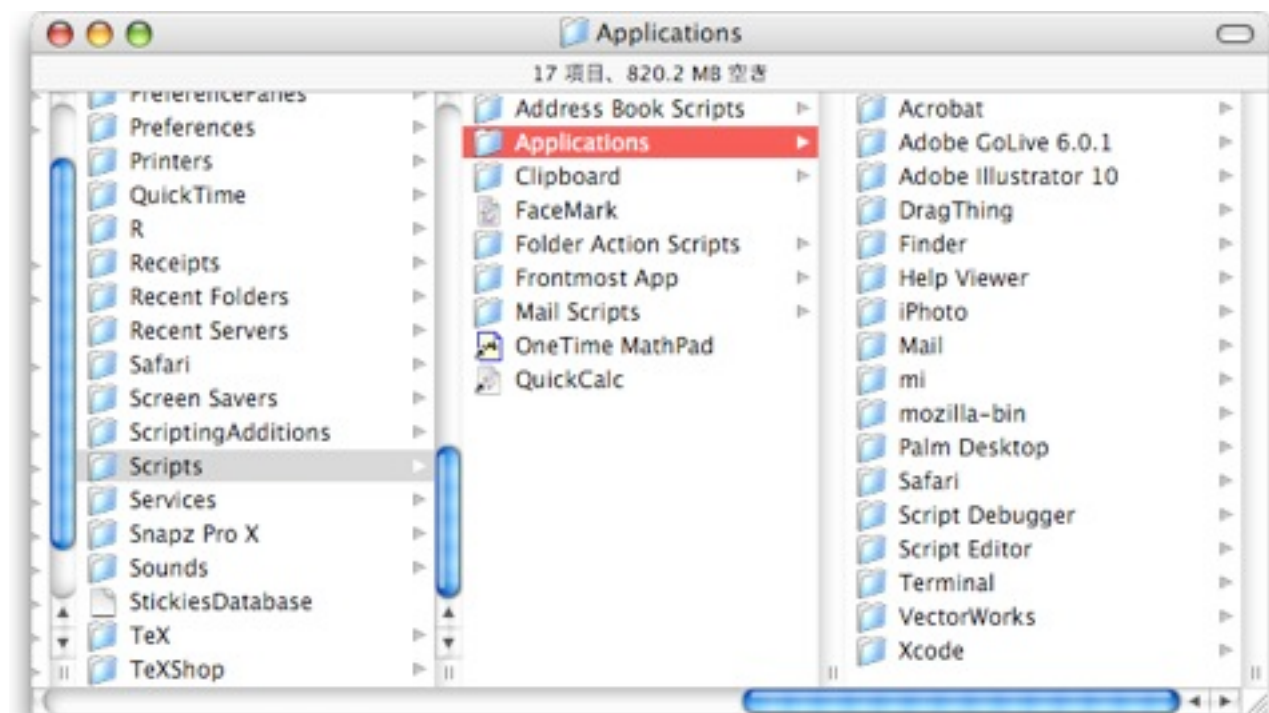 Applications
17 項目、820.2 MB 空き
PreferencePanes
Preferences
Printers
QuickTime
R
Receipts
Recent Folders
Recent Servers
Safari
Screen Savers
ScriptingAdditions
Scripts
Services
Snapz Pro X
Sounds
StickiesDatabase
TeX
TeXShop
Address Book Scripts
Applications
Clipboard
FaceMark
Folder Action Scripts
Frontmost App
Mail Scripts
OneTime MathPad
QuickCalc
Acrobat
Adobe GoLive 6.0.1
Adobe Illustrator 10
DragThing
Finder
Help Viewer
iPhoto
Mail
mi
mozilla-bin
Palm Desktop
Safari
Script Debugger
Script Editor
Terminal
VectorWorks
Xcode